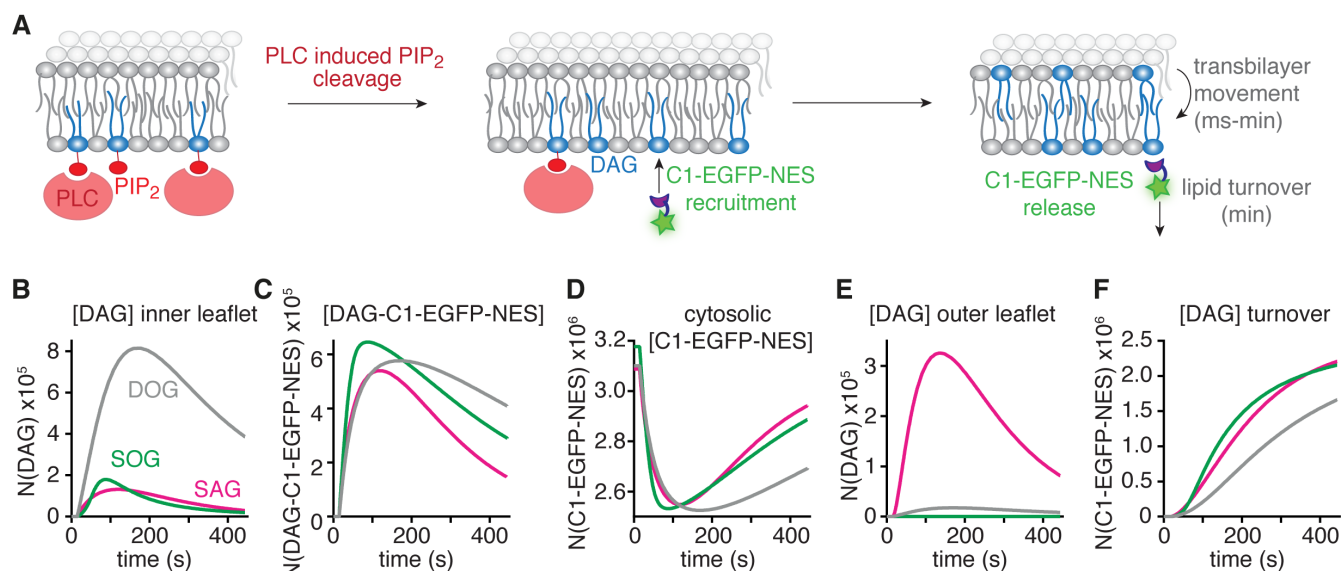 A
PLC induced PIP2
cleavage
PLC
PIP2
DAG
C1-EGFP-NES
recruitment
C1-EGFP-NES
release
transbilayer
movement
(ms-min)
lipid turnover
(min)
B
[DAG] inner leaflet
N(DAG) x10^5
8
6
4
2
0
DOG
SOG
SAG
0
200
400
time (s)
C
[DAG-C1-EGFP-NES]
N(DAG-C1-EGFP-NES) x10^5
6
4
2
0
0
200
400
time (s)
D
cytosolic
[C1-EGFP-NES]
N(C1-EGFP-NES) x10^6
3.2
3.0
2.8
2.6
0
200
400
time (s)
E
[DAG] outer leaflet
N(DAG) x10^5
3
2
1
0
0
200
400
time (s)
F
[DAG] turnover
N(C1-EGFP-NES) x10^6
2.5
2.0
1.5
1.0
0.5
0
0
200
400
time (s)